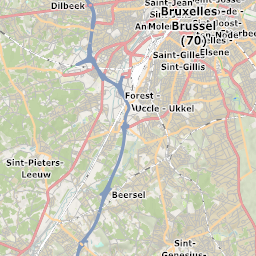 Dilbeek
Saint-Jean
Bruxelles
Brussel
(70)
Elsene
Saint-Gilles
Sint-Gillis
Forest -
Uccle - Ukkel
Sint-Pieters-
Leeuw
Beersel
Sint-
Genesius-